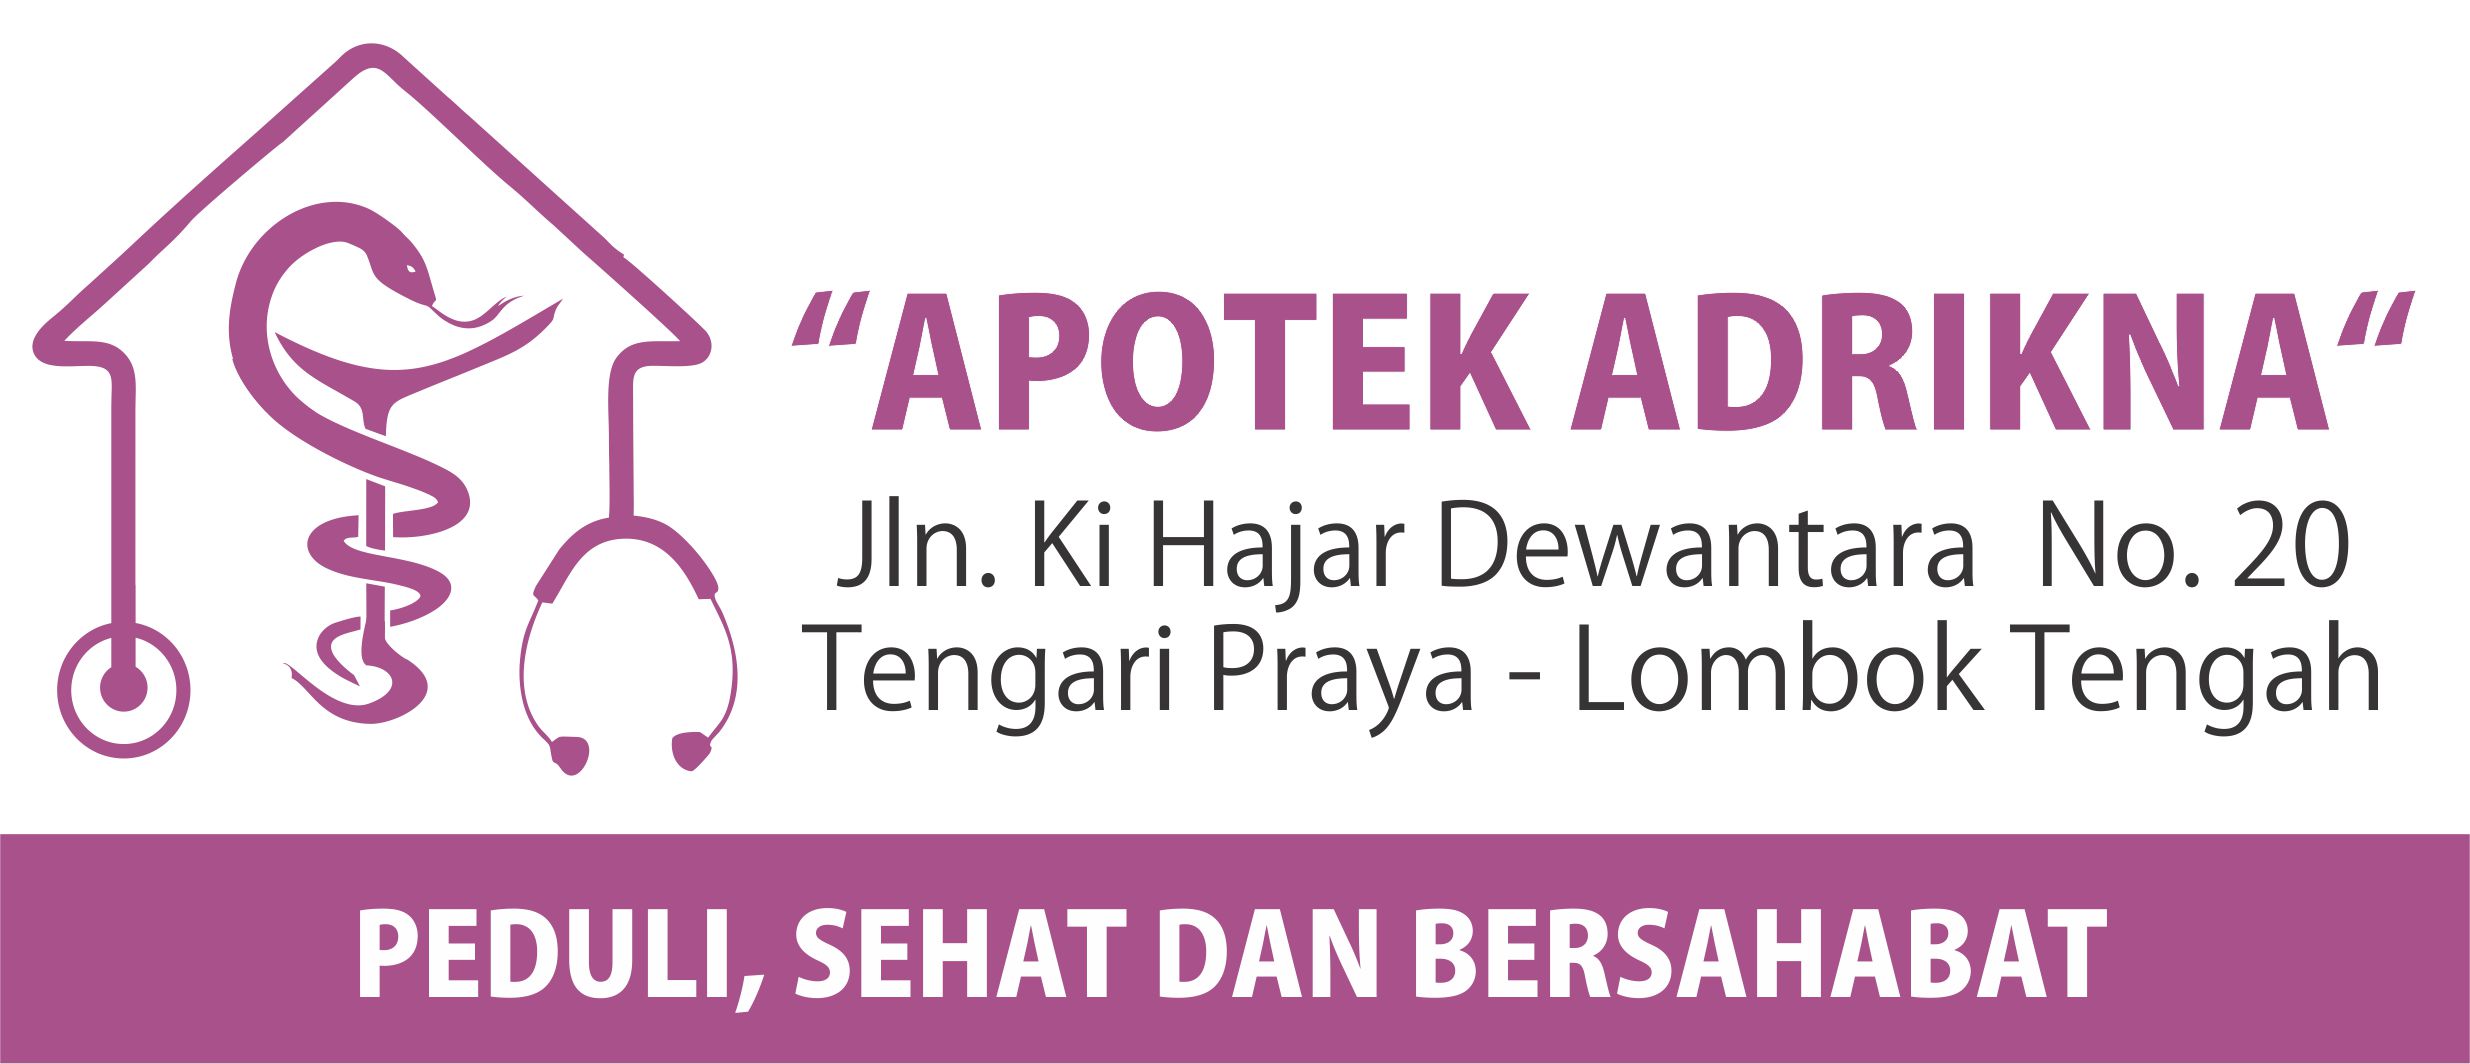 “APOTEK ADRIKNA“
Jln. Ki Hajar Dewantara No. 20
Tengari Praya - Lombok Tengah
PEDULI, SEHAT DAN BERSAHABAT